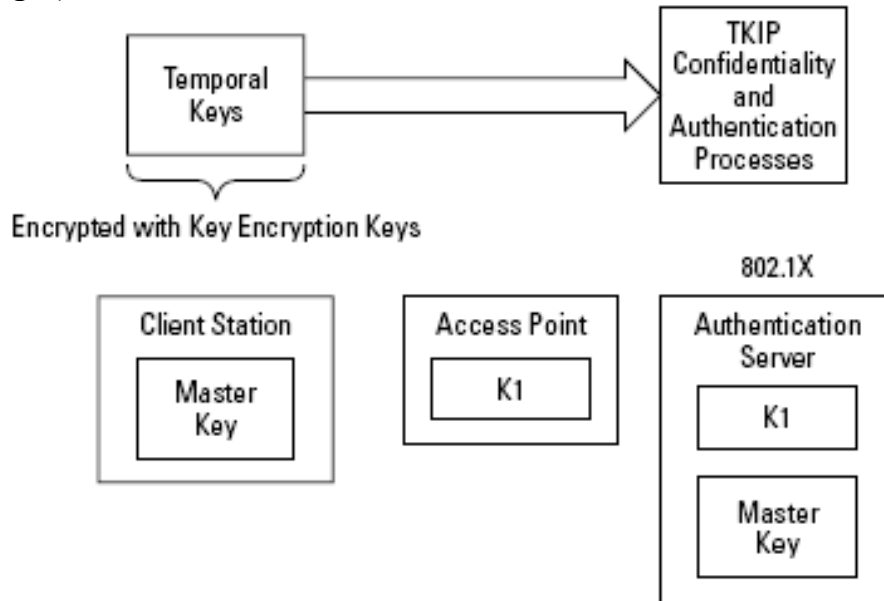 Temporal
Keys
TKIP
Confidentiality
and
Authentication
Processes
Encrypted with Key Encryption Keys
802.1X
Client Station
Master
Key
Access Point
K1
Authentication
Server
K1
Master
Key